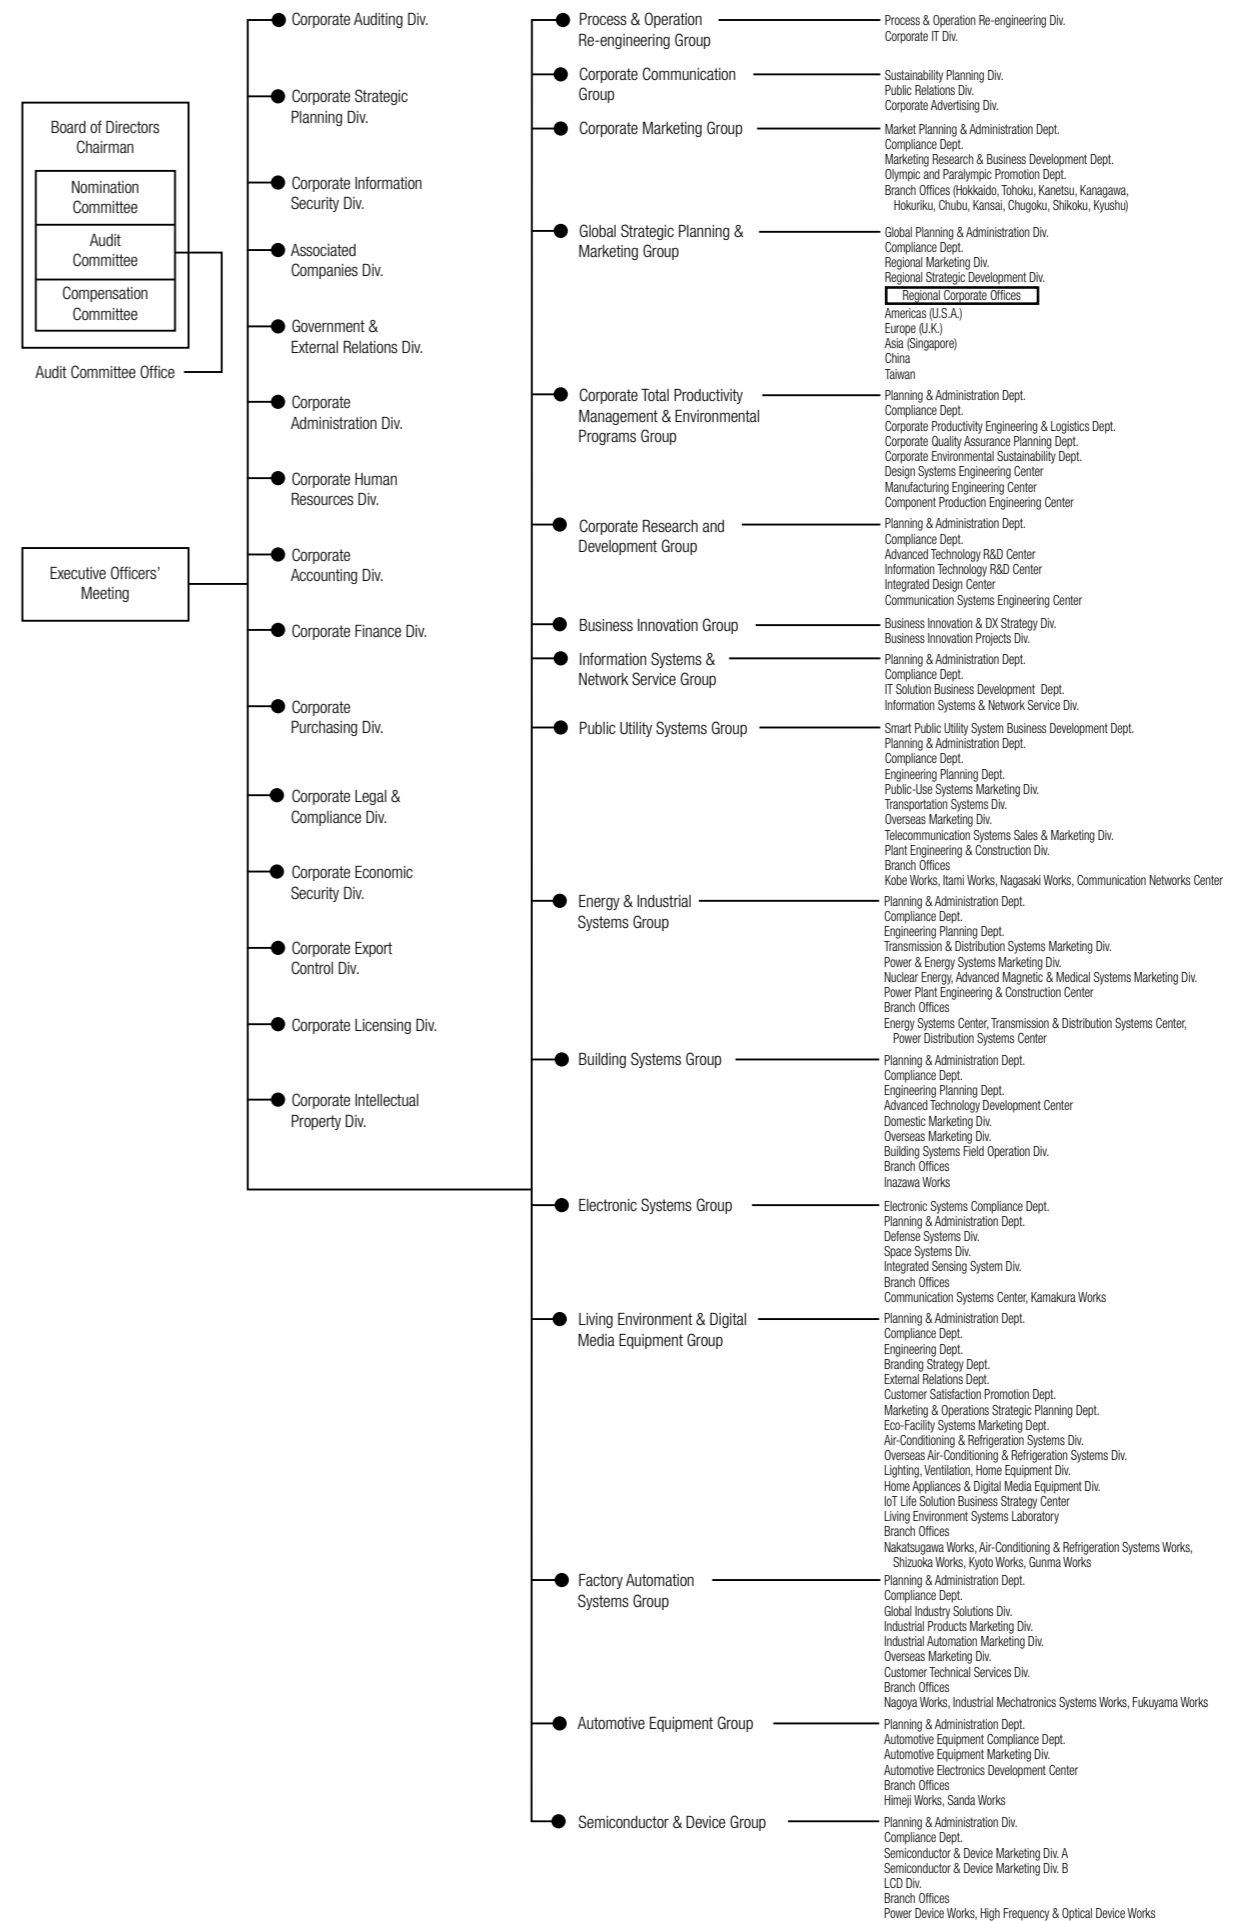 Board of Directors
Chairman
Nomination
Committee
Audit
Committee
Compensation
Committee
Audit Committee Office
Executive Officers'
Meeting
Corporate Auditing Div.
Corporate Strategic
Planning Div.
Corporate Information
Security Div.
Associated
Companies Div.
Government &
External Relations Div.
Corporate
Administration Div.
Corporate Human
Resources Div.
Corporate
Accounting Div.
Corporate Finance Div.
Corporate
Purchasing Div.
Corporate Legal &
Compliance Div.
Corporate Economic
Security Div.
Corporate Export
Control Div.
Corporate Licensing Div.
Corporate Intellectual
Property Div.
Process & Operation
Re-engineering Group
Process & Operation Re-engineering Div.
Corporate IT Div.
Corporate Communication
Group
Sustainability Planning Div.
Public Relations Div.
Corporate Advertising Div.
Corporate Marketing Group
Market Planning & Administration Dept.
Compliance Dept.
Marketing Research & Business Development Dept.
Olympic and Paralympic Promotion Dept.
Branch Offices (Hokkaido, Tohoku, Kanetsu, Kanagawa,
Hokuriku, Chubu, Kansai, Chugoku, Shikoku, Kyushu)
Global Strategic Planning &
Marketing Group
Global Planning & Administration Div.
Compliance Dept.
Regional Marketing Div.
Regional Strategic Development Div.
Regional Corporate Offices
Americas (U.S.A.)
Europe (U.K.)
Asia (Singapore)
China
Taiwan
Corporate Total Productivity
Management & Environmental
Programs Group
Planning & Administration Dept.
Compliance Dept.
Corporate Productivity Engineering & Logistics Dept.
Corporate Quality Assurance Planning Dept.
Corporate Environmental Sustainability Dept.
Design Systems Engineering Center
Manufacturing Engineering Center
Component Production Engineering Center
Corporate Research and
Development Group
Planning & Administration Dept.
Compliance Dept.
Advanced Technology R&D Center
Information Technology R&D Center
Integrated Design Center
Communication Systems Engineering Center
Business Innovation Group
Business Innovation & DX Strategy Div.
Business Innovation Projects Div.
Information Systems &
Network Service Group
Planning & Administration Dept.
Compliance Dept.
IT Solution Business Development Dept.
Information Systems & Network Service Div.
Public Utility Systems Group
Smart Public Utility System Business Development Dept.
Planning & Administration Dept.
Compliance Dept.
Engineering Planning Dept.
Public-Use Systems Marketing Div.
Transportation Systems Div.
Overseas Marketing Div.
Telecommunication Systems Sales & Marketing Div.
Plant Engineering & Construction Div.
Branch Offices
Kobe Works, Itami Works, Nagasaki Works, Communication Networks Center
Energy & Industrial
Systems Group
Planning & Administration Dept.
Compliance Dept.
Engineering Planning Dept.
Transmission & Distribution Systems Marketing Div.
Power & Energy Systems Marketing Div.
Nuclear Energy, Advanced Magnetic & Medical Systems Marketing Div.
Power Plant Engineering & Construction Center
Branch Offices
Energy Systems Center, Transmission & Distribution Systems Center,
Power Distribution Systems Center
Building Systems Group
Planning & Administration Dept.
Compliance Dept.
Engineering Planning Dept.
Advanced Technology Development Center
Domestic Marketing Div.
Overseas Marketing Div.
Building Systems Field Operation Div.
Branch Offices
Inazawa Works
Electronic Systems Group
Electronic Systems Compliance Dept.
Planning & Administration Dept.
Defense Systems Div.
Space Systems Div.
Integrated Sensing System Div.
Branch Offices
Communication Systems Center, Kamakura Works
Living Environment & Digital
Media Equipment Group
Planning & Administration Dept.
Compliance Dept.
Engineering Dept.
Branding Strategy Dept.
External Relations Dept.
Customer Satisfaction Promotion Dept.
Marketing & Operations Strategic Planning Dept.
Eco-Facility Systems Marketing Dept.
Air-Conditioning & Refrigeration Systems Div.
Overseas Air-Conditioning & Refrigeration Systems Div.
Lighting, Ventilation, Home Equipment Div.
Home Appliances & Digital Media Equipment Div.
IoT Life Solution Business Strategy Center
Living Environment Systems Laboratory
Branch Offices
Nakatsugawa Works, Air-Conditioning & Refrigeration Systems Works,
Shizuoka Works, Kyoto Works, Gunma Works
Factory Automation
Systems Group
Planning & Administration Dept.
Compliance Dept.
Global Industry Solutions Div.
Industrial Products Marketing Div.
Industrial Automation Marketing Div.
Overseas Marketing Div.
Customer Technical Services Div.
Branch Offices
Nagoya Works, Industrial Mechatronics Systems Works, Fukuyama Works
Automotive Equipment Group
Planning & Administration Dept.
Automotive Equipment Compliance Dept.
Automotive Equipment Marketing Div.
Automotive Electronics Development Center
Branch Offices
Himeji Works, Sanda Works
Semiconductor & Device Group
Planning & Administration Div.
Compliance Dept.
Semiconductor & Device Marketing Div. A
Semiconductor & Device Marketing Div. B
LCD Div.
Branch Offices
Power Device Works, High Frequency & Optical Device Works